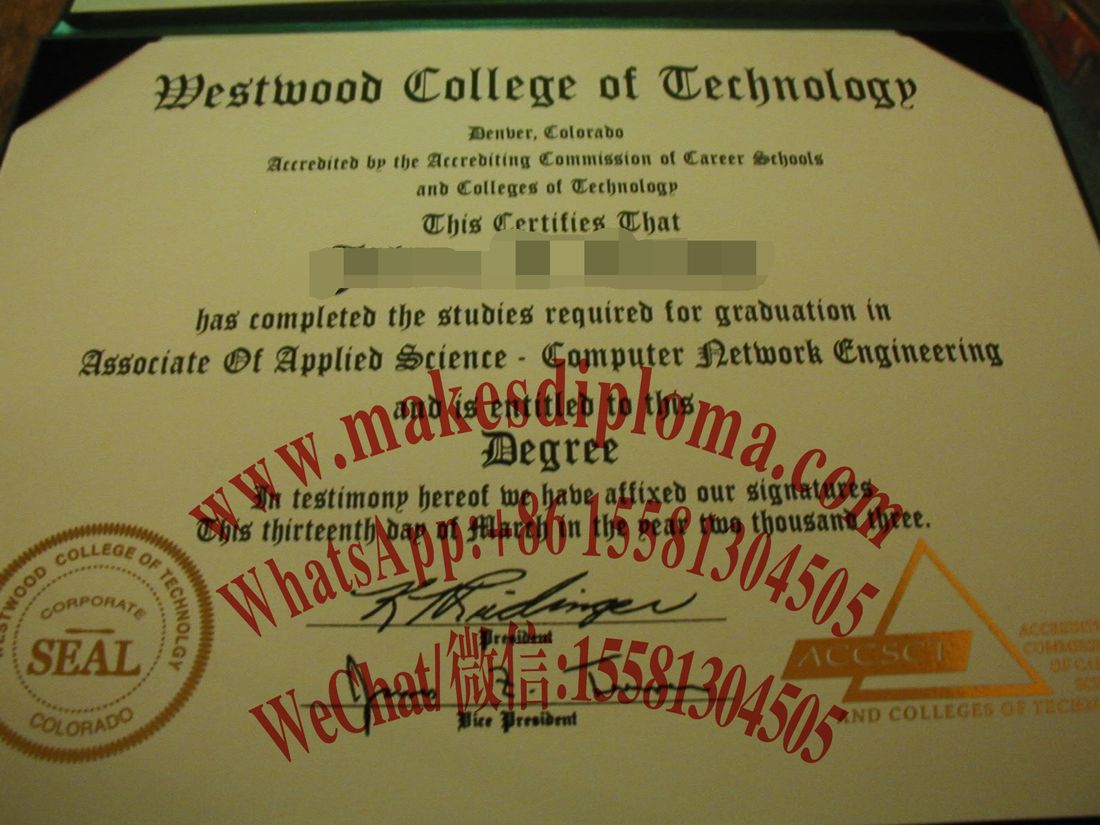 Westwood College of Technology
Denver, Colorado
Accredited by the Accrediting Commission of Career Schools
and Colleges of Technology
This Certifies That
has completed the studies required for graduation in
Associate Of Applied Science - Computer Network Engineering
and is entitled to this
Degree
In testimony hereof we have affixed our signatures
This thirteenth day of March in the year two thousand three.
www.makesdiploma.com
WhatsApp:+86 15581304505
WeChat/微信:15581304505
President
Vice President
WESTWOOD COLLEGE OF TECHNOLOGY
CORPORATE
SEAL
COLORADO
ACCSCT
AND COLLEGES OF